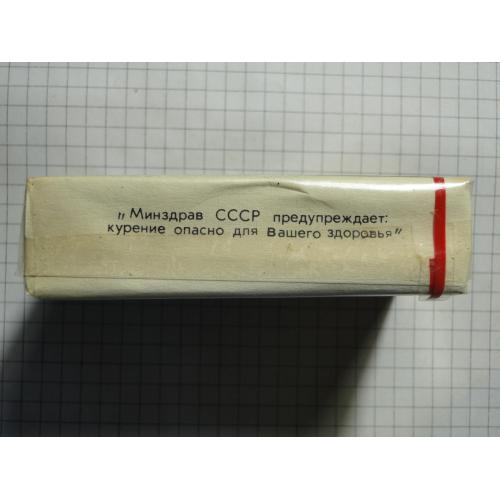 „Минздрав СССР предупреждает:
курение опасно для Вашего здоровья"